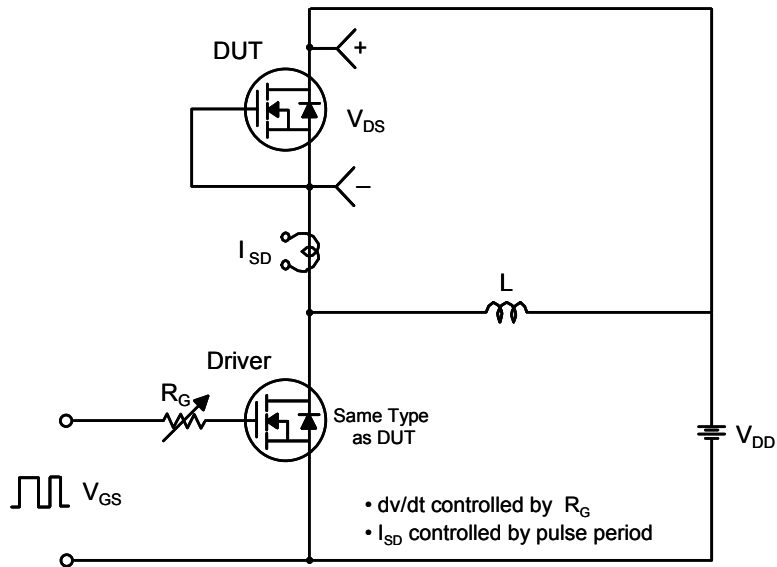 DUT
+
V_DS
–
I_SD
L
Driver
R_G
Same Type
as DUT
V_DD
V_GS
• dv/dt controlled by R_G
• I_SD controlled by pulse period